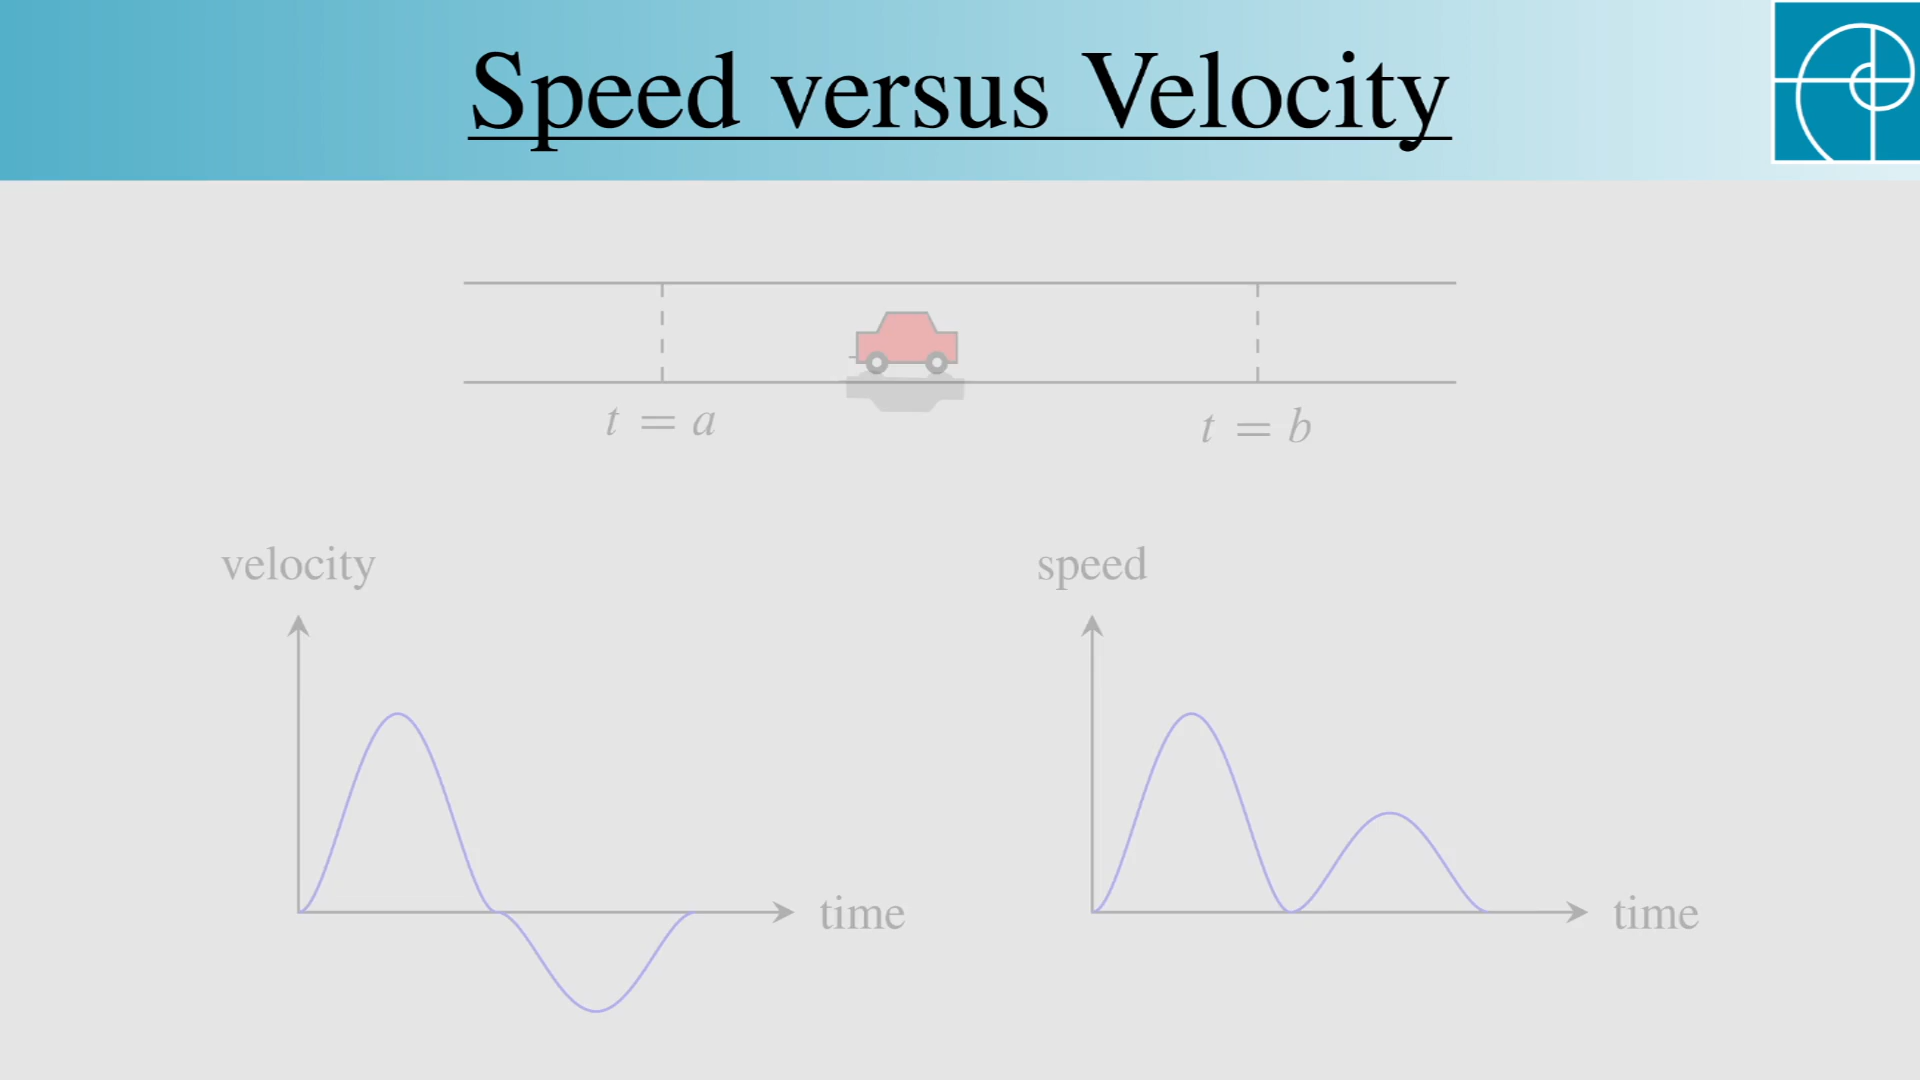 Speed versus Velocity
t = a
t = b
velocity
speed
time
time